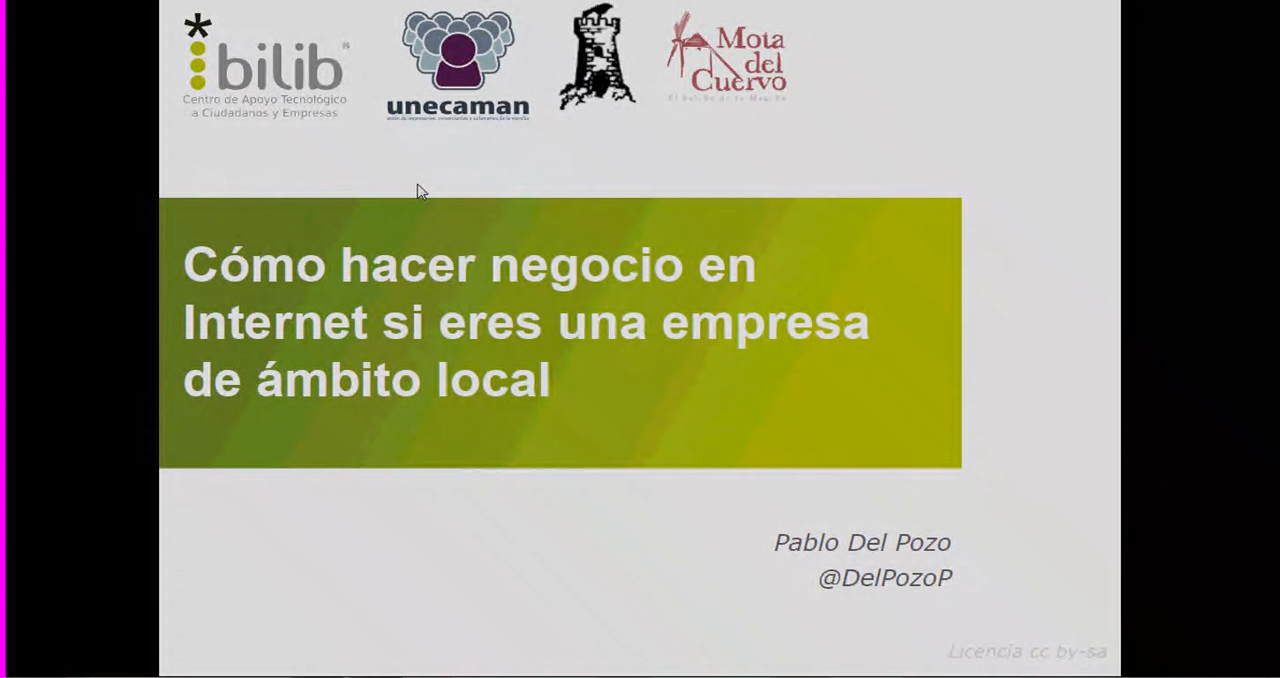 bilib®
Centro de Apoyo Tecnológico
a Ciudadanos y Empresas
unecaman
Mota
del
Cuervo
Cómo hacer negocio en
Internet si eres una empresa
de ámbito local
Pablo Del Pozo
@DelPozoP
Licencia cc by-sa